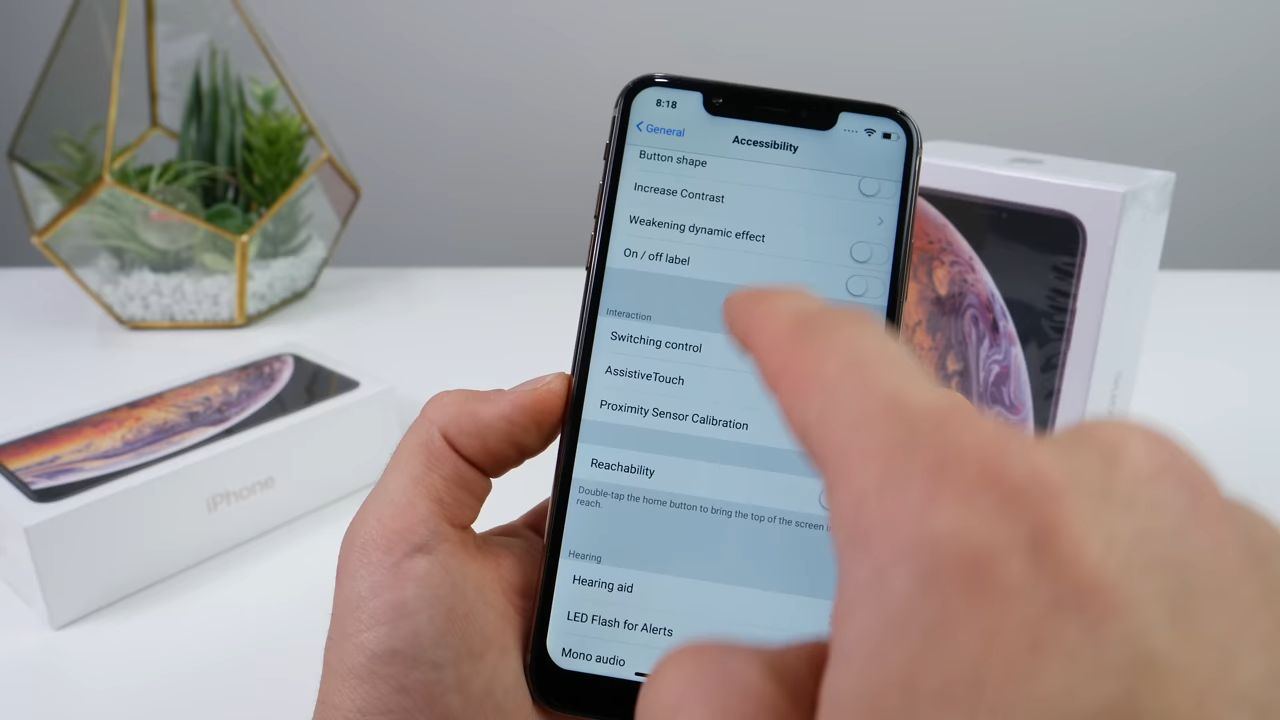 8:18
General
Accessibility
Button shape
Increase Contrast
Weakening dynamic effect
On / off label
Interaction
Switching control
AssistiveTouch
Proximity Sensor Calibration
Reachability
Double-tap the home button to bring the top of the screen
reach.
Hearing
Hearing aid
LED Flash for Alerts
Mono audio
iPhone